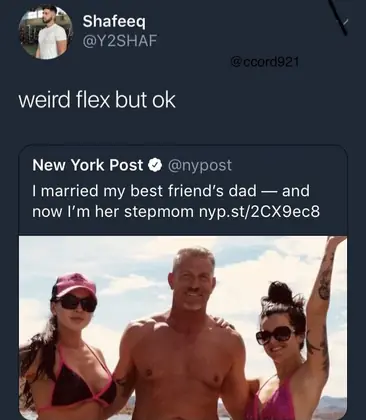 Shafeeq
@Y2SHAF
@ccord921
weird flex but ok
New York Post @nypost
I married my best friend's dad — and
now I'm her stepmom nyp.st/2CX9ec8